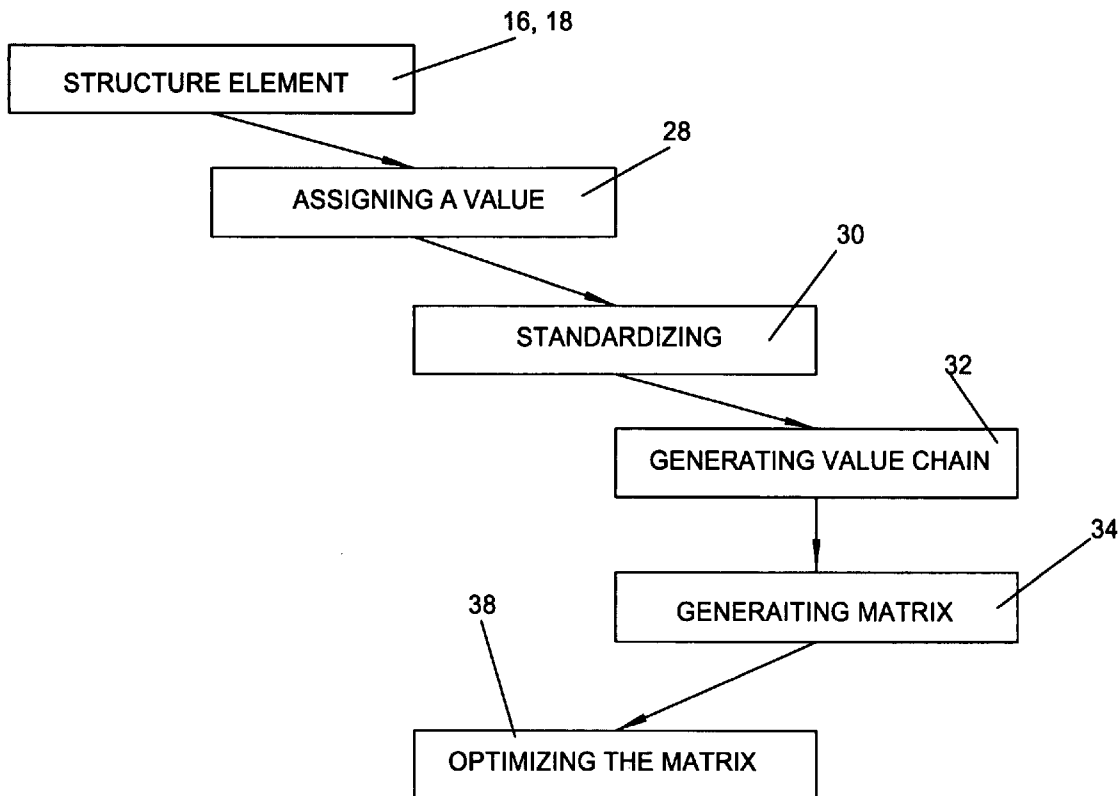 16, 18
STRUCTURE ELEMENT
28
ASSIGNING A VALUE
30
STANDARDIZING
32
GENERATING VALUE CHAIN
34
GENERAITING MATRIX
38
OPTIMIZING THE MATRIX